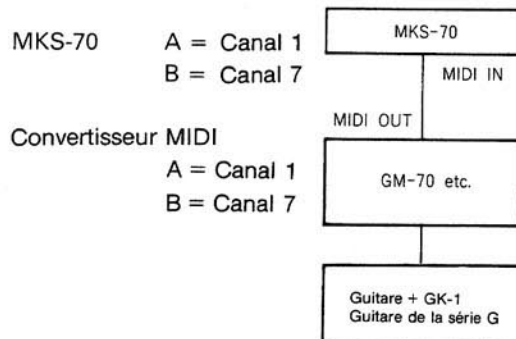 MKS-70 A = Canal 1
B = Canal 7
Convertisseur MIDI
A = Canal 1
B = Canal 7
MKS-70
MIDI IN
MIDI OUT
GM-70 etc.
Guitare + GK-1
Guitare de la série G